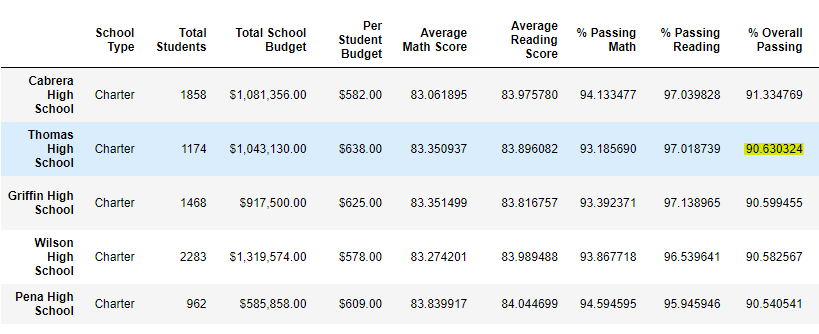 School Type Total Students Total School Budget Per Student Budget Average Math Score Average Reading Score % Passing Math % Passing Reading % Overall Passing
Cabrera High School Charter 1858 $1,081,356.00 $582.00 83.061895 83.975780 94.133477 97.039828 91.334769
Thomas High School Charter 1174 $1,043,130.00 $638.00 83.350937 83.896082 93.185690 97.018739 90.630324
Griffin High School Charter 1468 $917,500.00 $625.00 83.351499 83.816757 93.392371 97.138965 90.599455
Wilson High School Charter 2283 $1,319,574.00 $578.00 83.274201 83.989488 93.867718 96.539641 90.582567
Pena High School Charter 962 $585,858.00 $609.00 83.839917 84.044699 94.594595 95.945946 90.540541